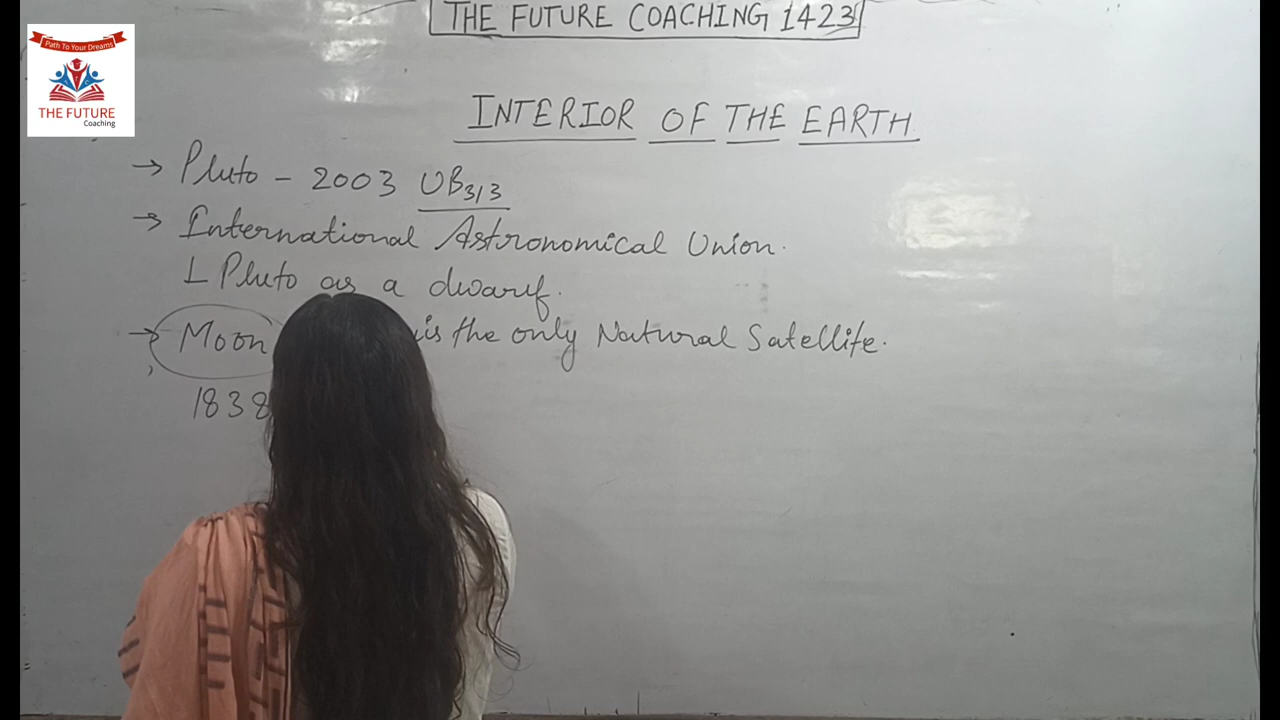 THE FUTURE COACHING 1423
Path To Your Dreams
THE FUTURE
Coaching
INTERIOR OF THE EARTH
→ Pluto - 2003 UB313
→ International Astronomical Union.
Pluto as a dwarf.
→ Moon is the only Natural Satellite.
1838